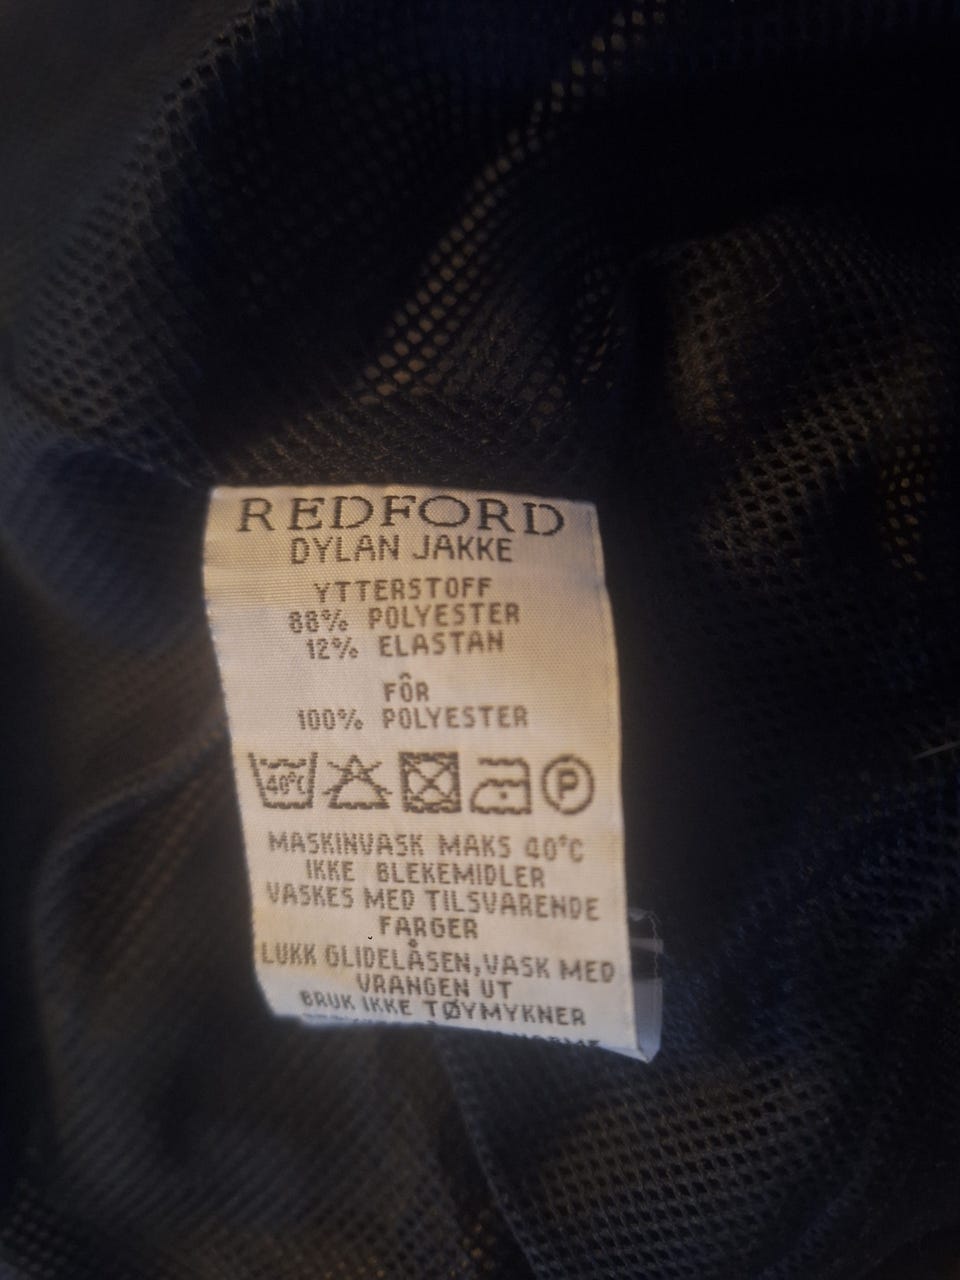 REDFORD
DYLAN JAKKE
YTTERSTOFF
88% POLYESTER
12% ELASTAN
FÔR
100% POLYESTER
40°C P
MASKINVASK MAKS 40°C
IKKE BLEKEMIDLER
VASKES MED TILSVARENDE
FARGER
LUKK GLIDELÅSEN, VASK MED
VRANGEN UT
BRUK IKKE TØYMYKNER